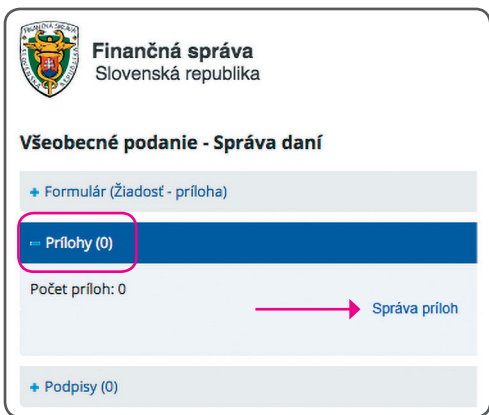 Finančná správa
Slovenská republika
Všeobecné podanie - Správa daní
+ Formulár (Žiadosť - príloha)
Prílohy (0)
Počet príloh: 0
Správa príloh
+ Podpisy (0)